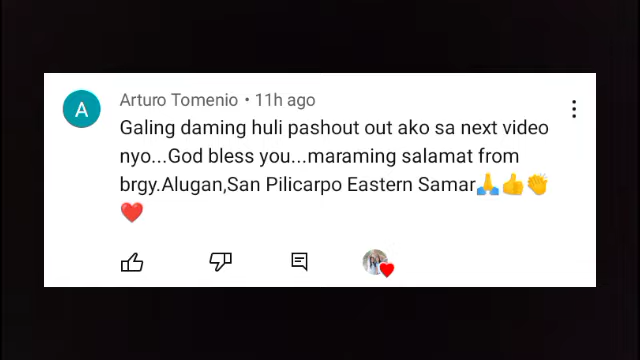 A
Arturo Tomenio • 11h ago
Galing daming huli pashout out ako sa next video
nyo...God bless you...maraming salamat from
brgy.Alugan,San Pilicarpo Eastern Samar🙏👍👏
❤️